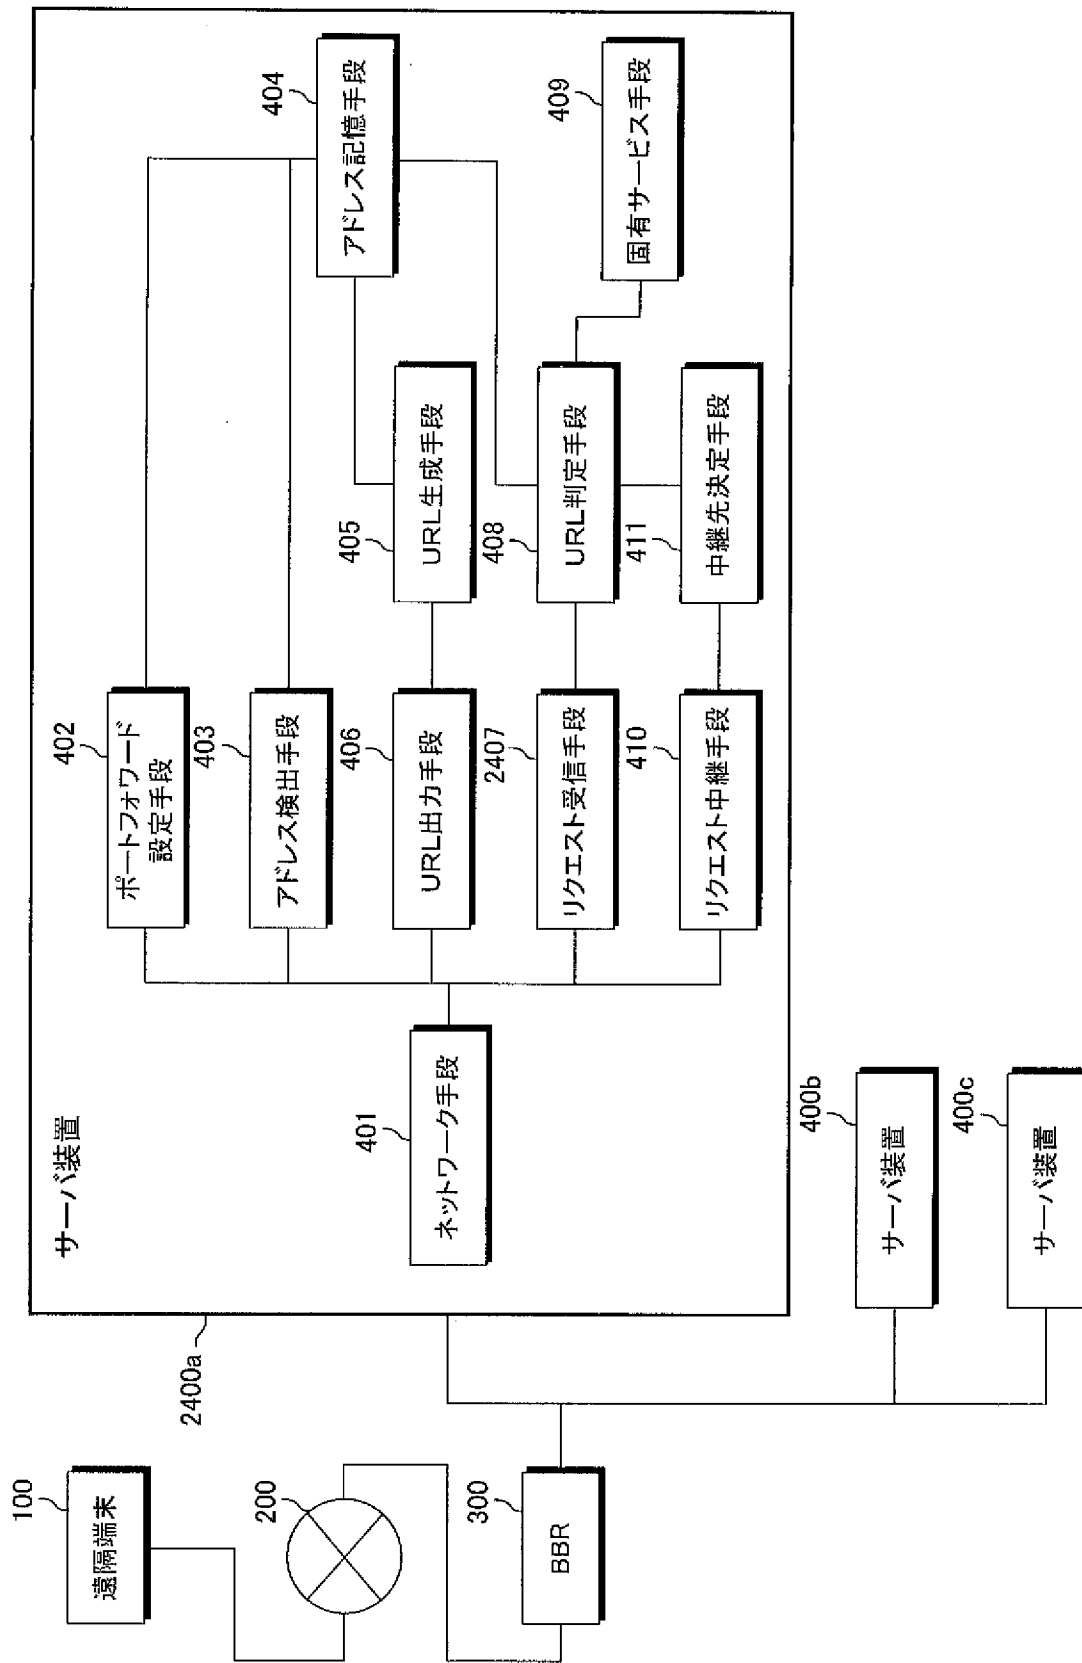 遠隔端末
100
200
BBR
300
2400a
サーバ装置
ネットワーク手段
401
ポートフォワード
設定手段
402
アドレス検出手段
403
URL出力手段
406
リクエスト受信手段
2407
リクエスト中継手段
410
URL生成手段
405
URL判定手段
408
中継先決定手段
411
アドレス記憶手段
404
固有サービス手段
409
サーバ装置
400b
サーバ装置
400c